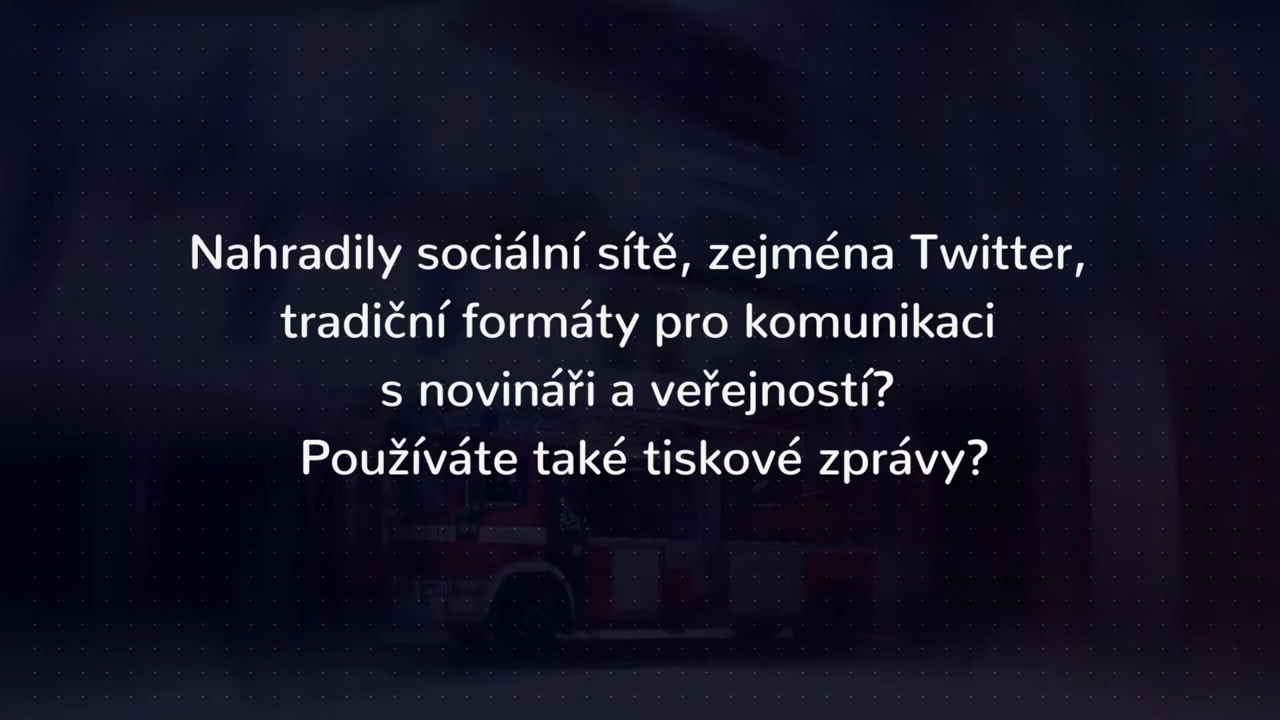 Nahradily sociální sítě, zejména Twitter,
tradiční formáty pro komunikaci
s novináři a veřejností?
Používáte také tiskové zprávy?